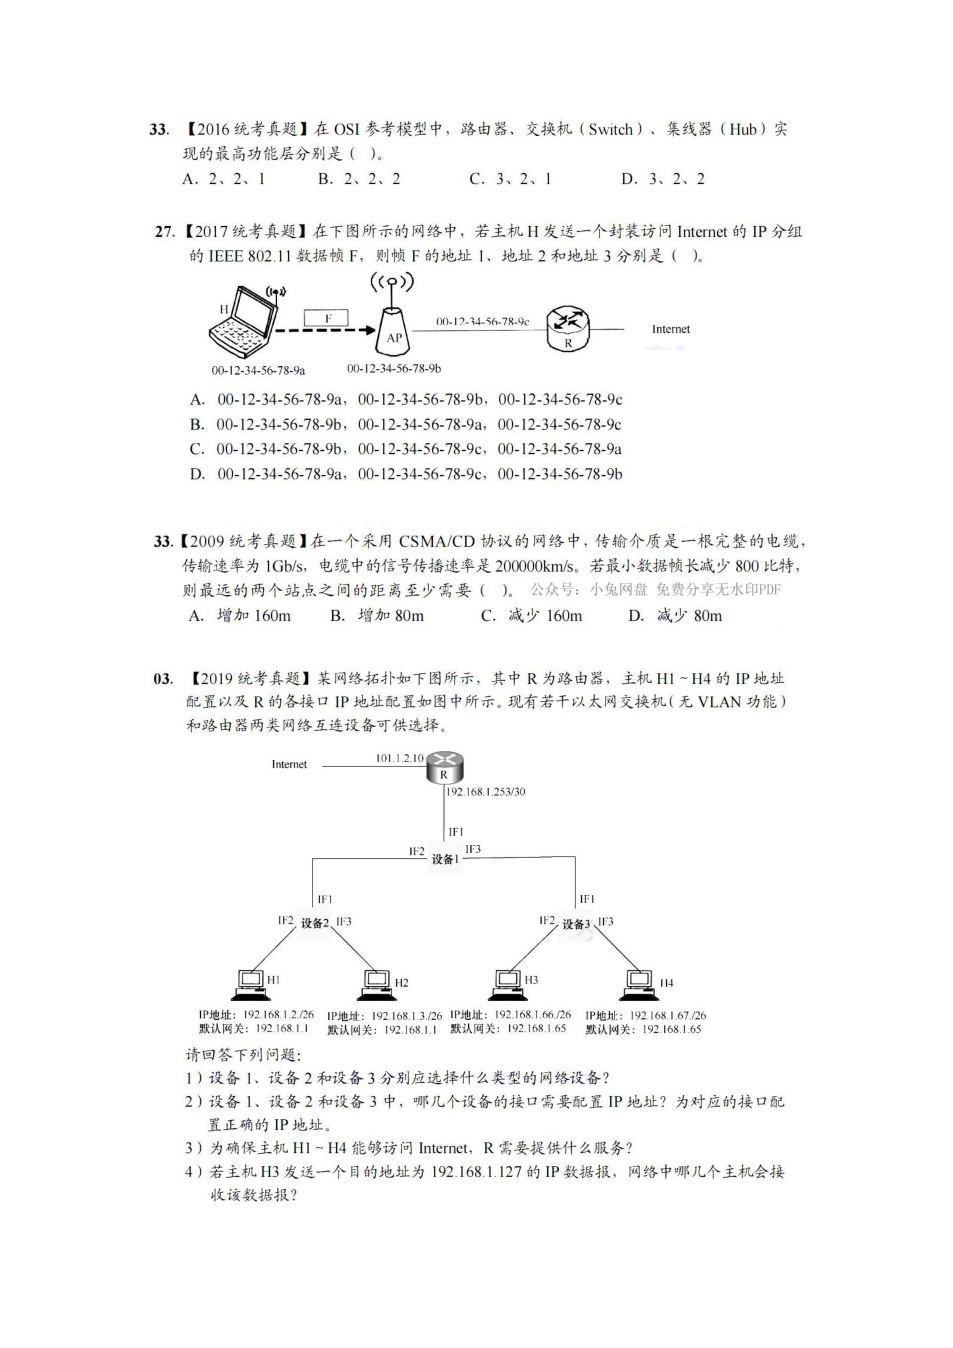 33. 【2016 统考真题】在 OSI 参考模型中，路由器、交换机（Switch）、集线器（Hub）实
现的最高功能层分别是（ ）。
A. 2、2、1 B. 2、2、2 C. 3、2、1 D. 3、2、2
27. 【2017 统考真题】在下图所示的网络中，若主机 H 发送一个封装访问 Internet 的 IP 分组
的 IEEE 802.11 数据帧 F，则帧 F 的地址 1、地址 2 和地址 3 分别是（ ）。
H
F
AP
00-12-34-56-78-9c
R
Internet
00-12-34-56-78-9a
00-12-34-56-78-9b
A. 00-12-34-56-78-9a，00-12-34-56-78-9b，00-12-34-56-78-9c
B. 00-12-34-56-78-9b，00-12-34-56-78-9a，00-12-34-56-78-9c
C. 00-12-34-56-78-9b，00-12-34-56-78-9c，00-12-34-56-78-9a
D. 00-12-34-56-78-9a，00-12-34-56-78-9c，00-12-34-56-78-9b
33. 【2009 统考真题】在一个采用 CSMA/CD 协议的网络中，传输介质是一根完整的电缆，
传输速率为 1Gb/s，电缆中的信号传播速率是 200000km/s。若最小数据帧长减少 800 比特，
则最远的两个站点之间的距离至少需要（ ）。 公众号：小兔网盘 免费分享无水印PDF
A. 增加 160m B. 增加 80m C. 减少 160m D. 减少 80m
03. 【2019 统考真题】某网络拓扑如下图所示，其中 R 为路由器，主机 H1 ~ H4 的 IP 地址
配置以及 R 的各接口 IP 地址配置如图中所示。现有若干以太网交换机（无 VLAN 功能）
和路由器两类网络互连设备可供选择。
Internet
101.1.2.10
R
192.168.1.253/30
IF1
IF2 设备1 IF3
IF1
IF1
IF2 设备2 IF3
IF2 设备3 IF3
H1
H2
H3
H4
IP地址：192.168.1.2/26 IP地址：192.168.1.3/26 IP地址：192.168.1.66/26 IP地址：192.168.1.67/26
默认网关：192.168.1.1 默认网关：192.168.1.1 默认网关：192.168.1.65 默认网关：192.168.1.65
请回答下列问题：
1）设备 1、设备 2 和设备 3 分别应选择什么类型的网络设备？
2）设备 1、设备 2 和设备 3 中，哪几个设备的接口需要配置 IP 地址？为对应的接口配
置正确的 IP 地址。
3）为确保主机 H1 ~ H4 能够访问 Internet，R 需要提供什么服务？
4）若主机 H3 发送一个目的地址为 192.168.1.127 的 IP 数据报，网络中哪几个主机会接
收该数据报？